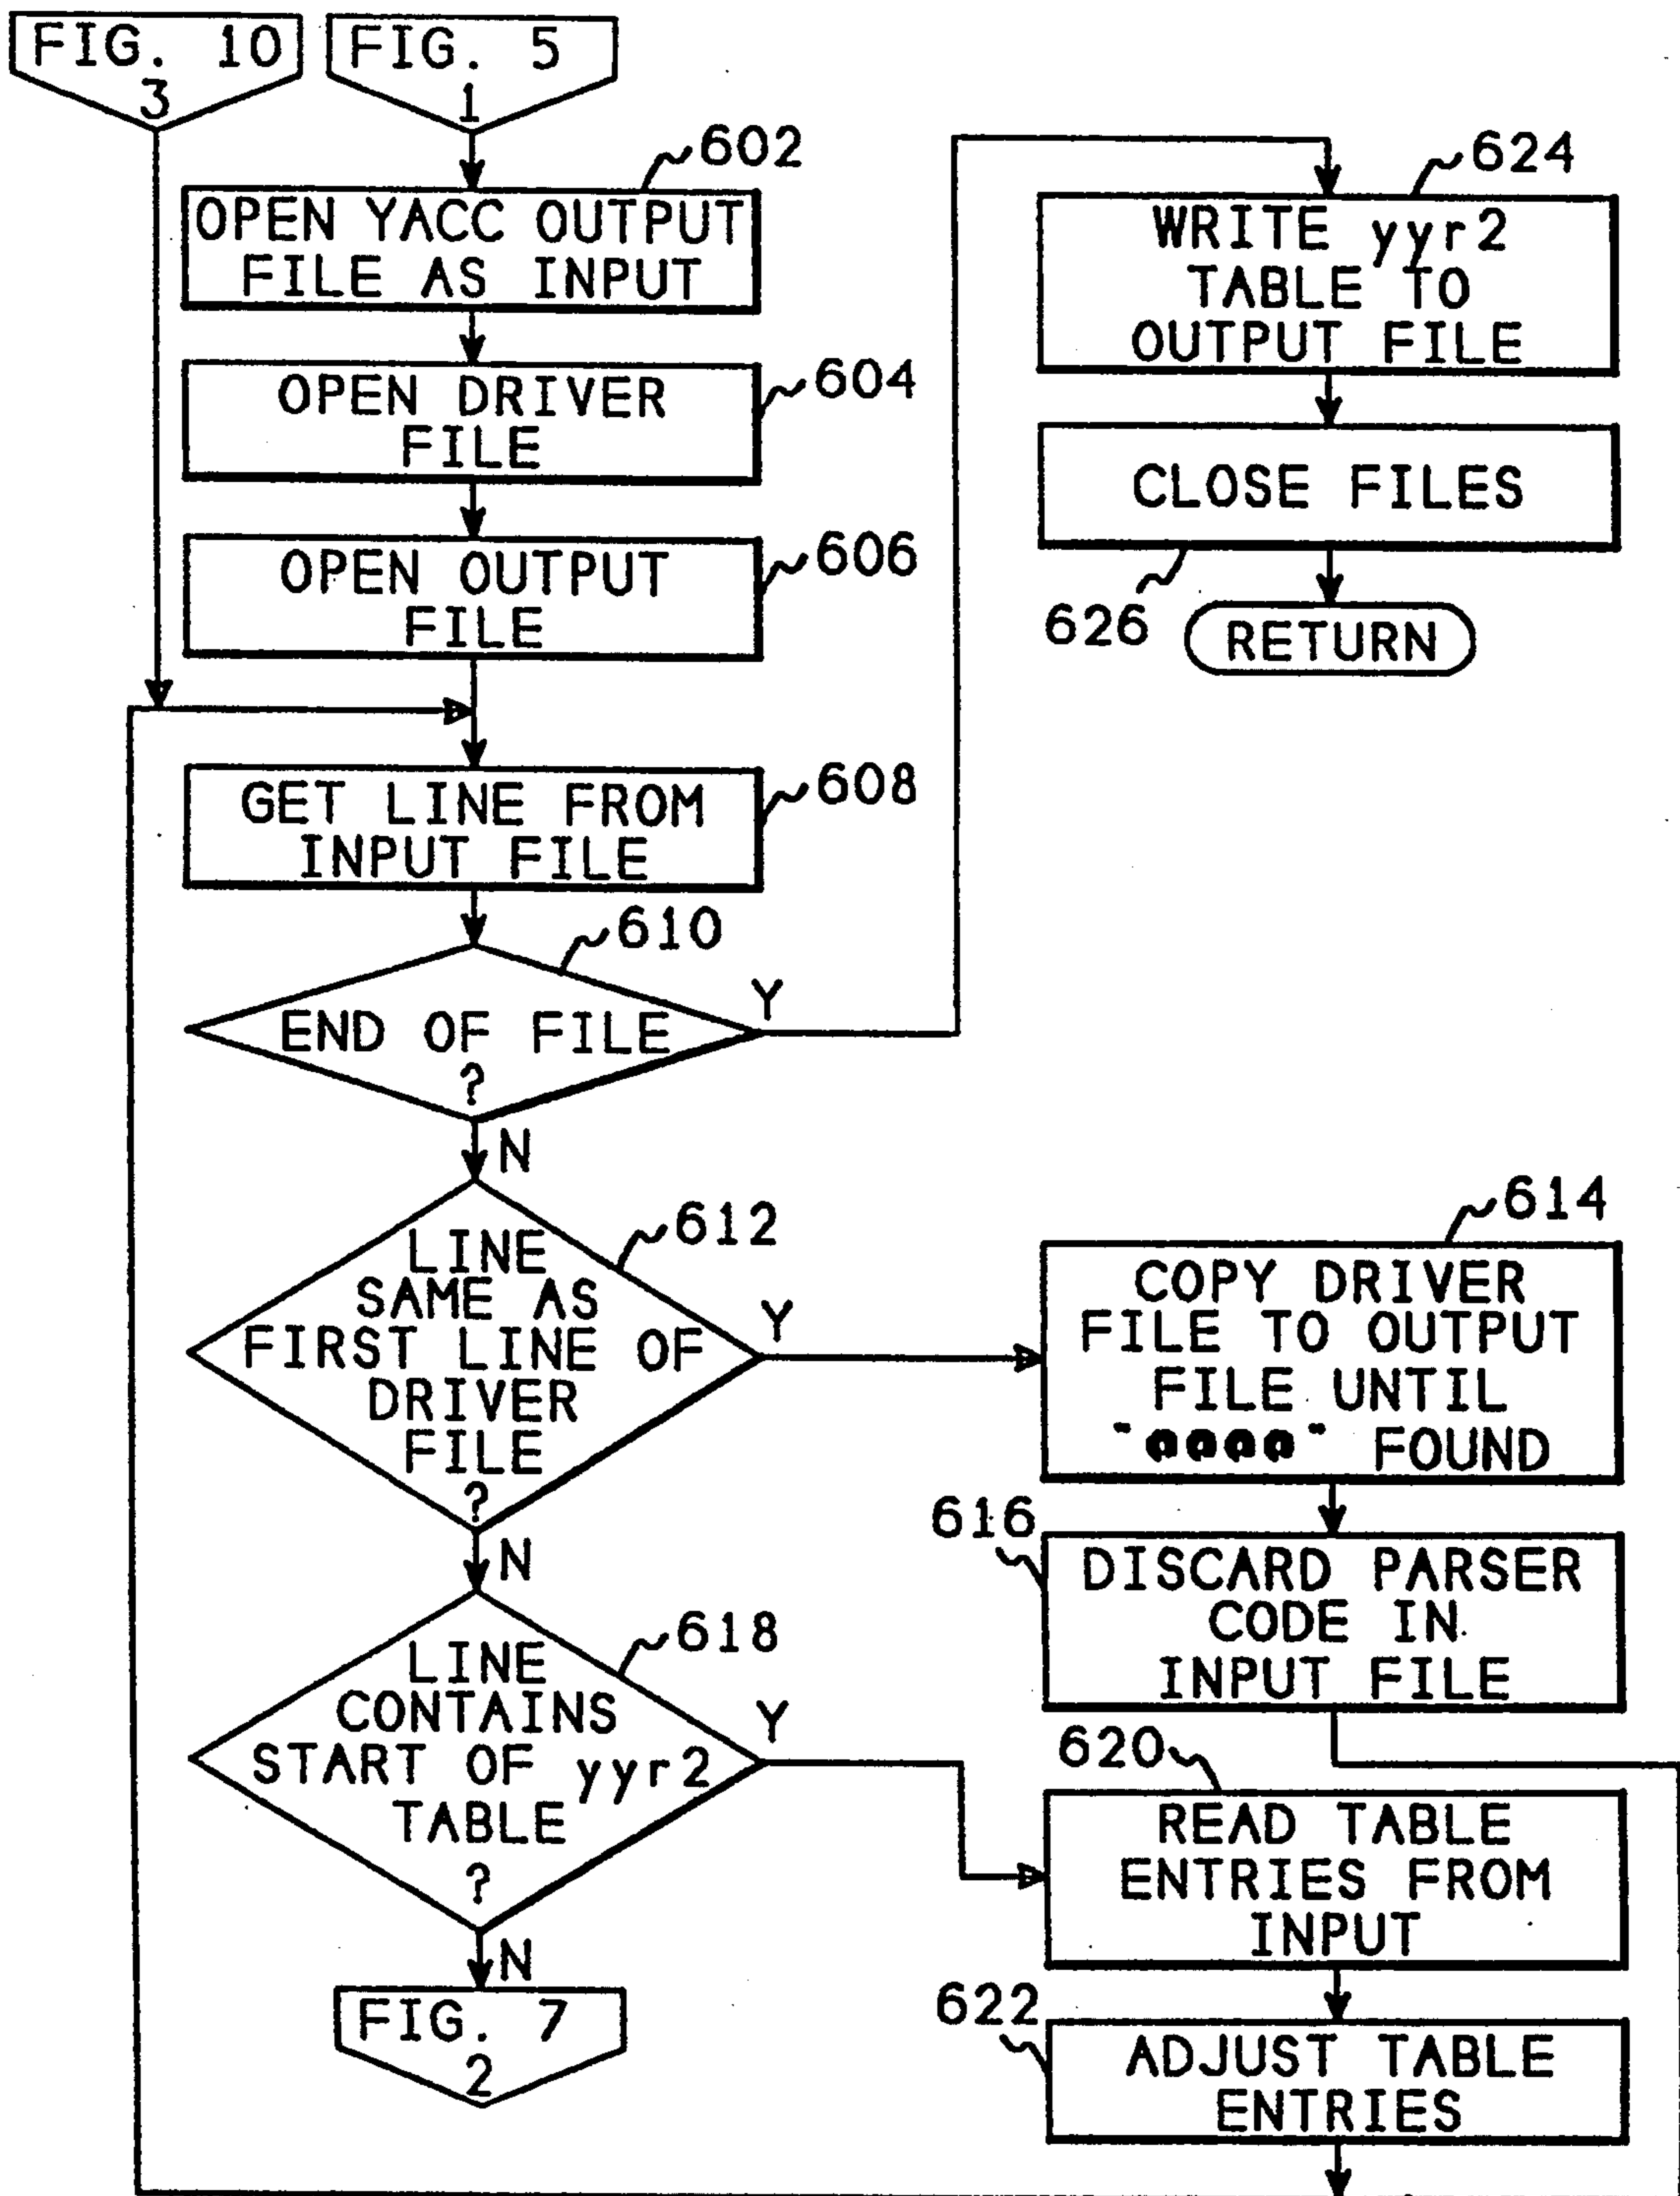 FIG. 10
3
FIG. 5
1
602
OPEN YACC OUTPUT
FILE AS INPUT
604
OPEN DRIVER
FILE
606
OPEN OUTPUT
FILE
608
GET LINE FROM
INPUT FILE
610
END OF FILE
?
Y
N
612
LINE
SAME AS
FIRST LINE OF
DRIVER
FILE
?
Y
N
618
LINE
CONTAINS
START OF yyr2
TABLE
?
Y
N
FIG. 7
2
624
WRITE yyr2
TABLE TO
OUTPUT FILE
CLOSE FILES
626
RETURN
614
COPY DRIVER
FILE TO OUTPUT
FILE UNTIL
"@@@@" FOUND
616
DISCARD PARSER
CODE IN
INPUT FILE
620
READ TABLE
ENTRIES FROM
INPUT
622
ADJUST TABLE
ENTRIES